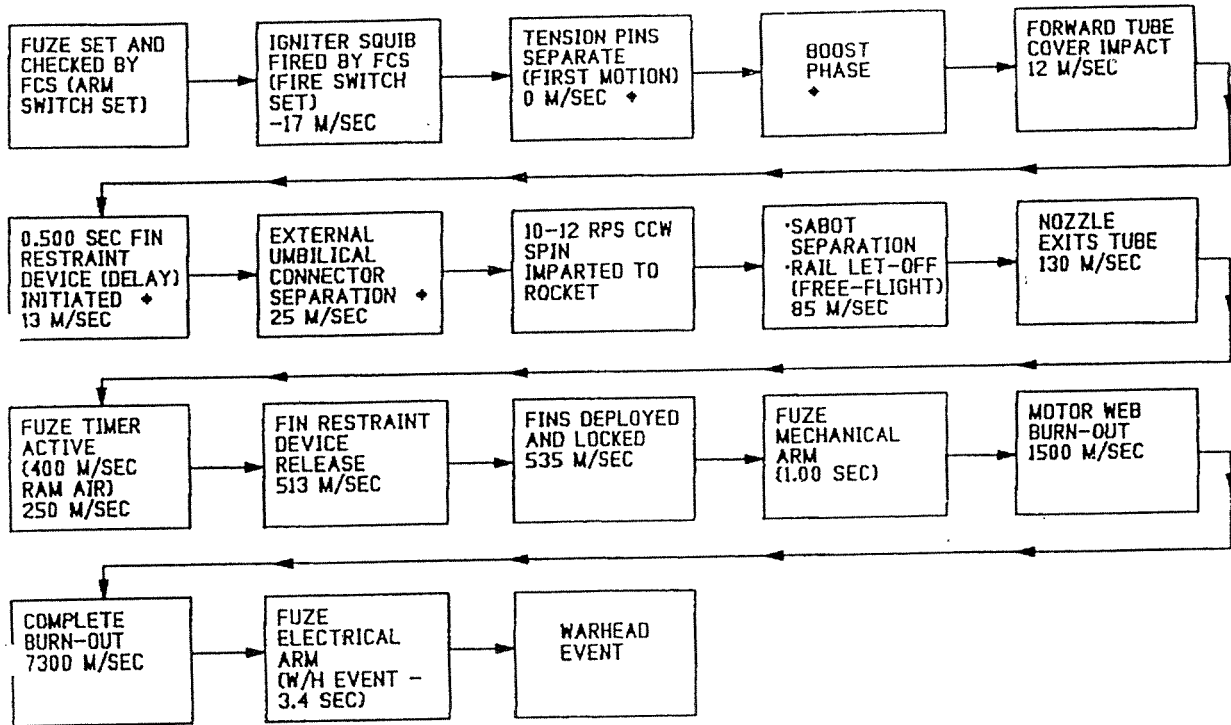 FUZE SET AND
CHECKED BY
FCS (ARM
SWITCH SET)
IGNITER SQUIB
FIRED BY FCS
(FIRE SWITCH
SET)
-17 M/SEC
TENSION PINS
SEPARATE
(FIRST MOTION)
0 M/SEC ✦
BOOST
PHASE
✦
FORWARD TUBE
COVER IMPACT
12 M/SEC
0.500 SEC FIN
RESTRAINT
DEVICE (DELAY)
INITIATED ✦
13 M/SEC
EXTERNAL
UMBILICAL
CONNECTOR
SEPARATION ✦
25 M/SEC
10-12 RPS CCW
SPIN
IMPARTED TO
ROCKET
·SABOT
SEPARATION
·RAIL LET-OFF
(FREE-FLIGHT)
85 M/SEC
NOZZLE
EXITS TUBE
130 M/SEC
FUZE TIMER
ACTIVE
(400 M/SEC
RAM AIR)
250 M/SEC
FIN RESTRAINT
DEVICE
RELEASE
513 M/SEC
FINS DEPLOYED
AND LOCKED
535 M/SEC
FUZE
MECHANICAL
ARM
(1.00 SEC)
MOTOR WEB
BURN-OUT
1500 M/SEC
COMPLETE
BURN-OUT
7300 M/SEC
FUZE
ELECTRICAL
ARM
(W/H EVENT -
3.4 SEC)
WARHEAD
EVENT